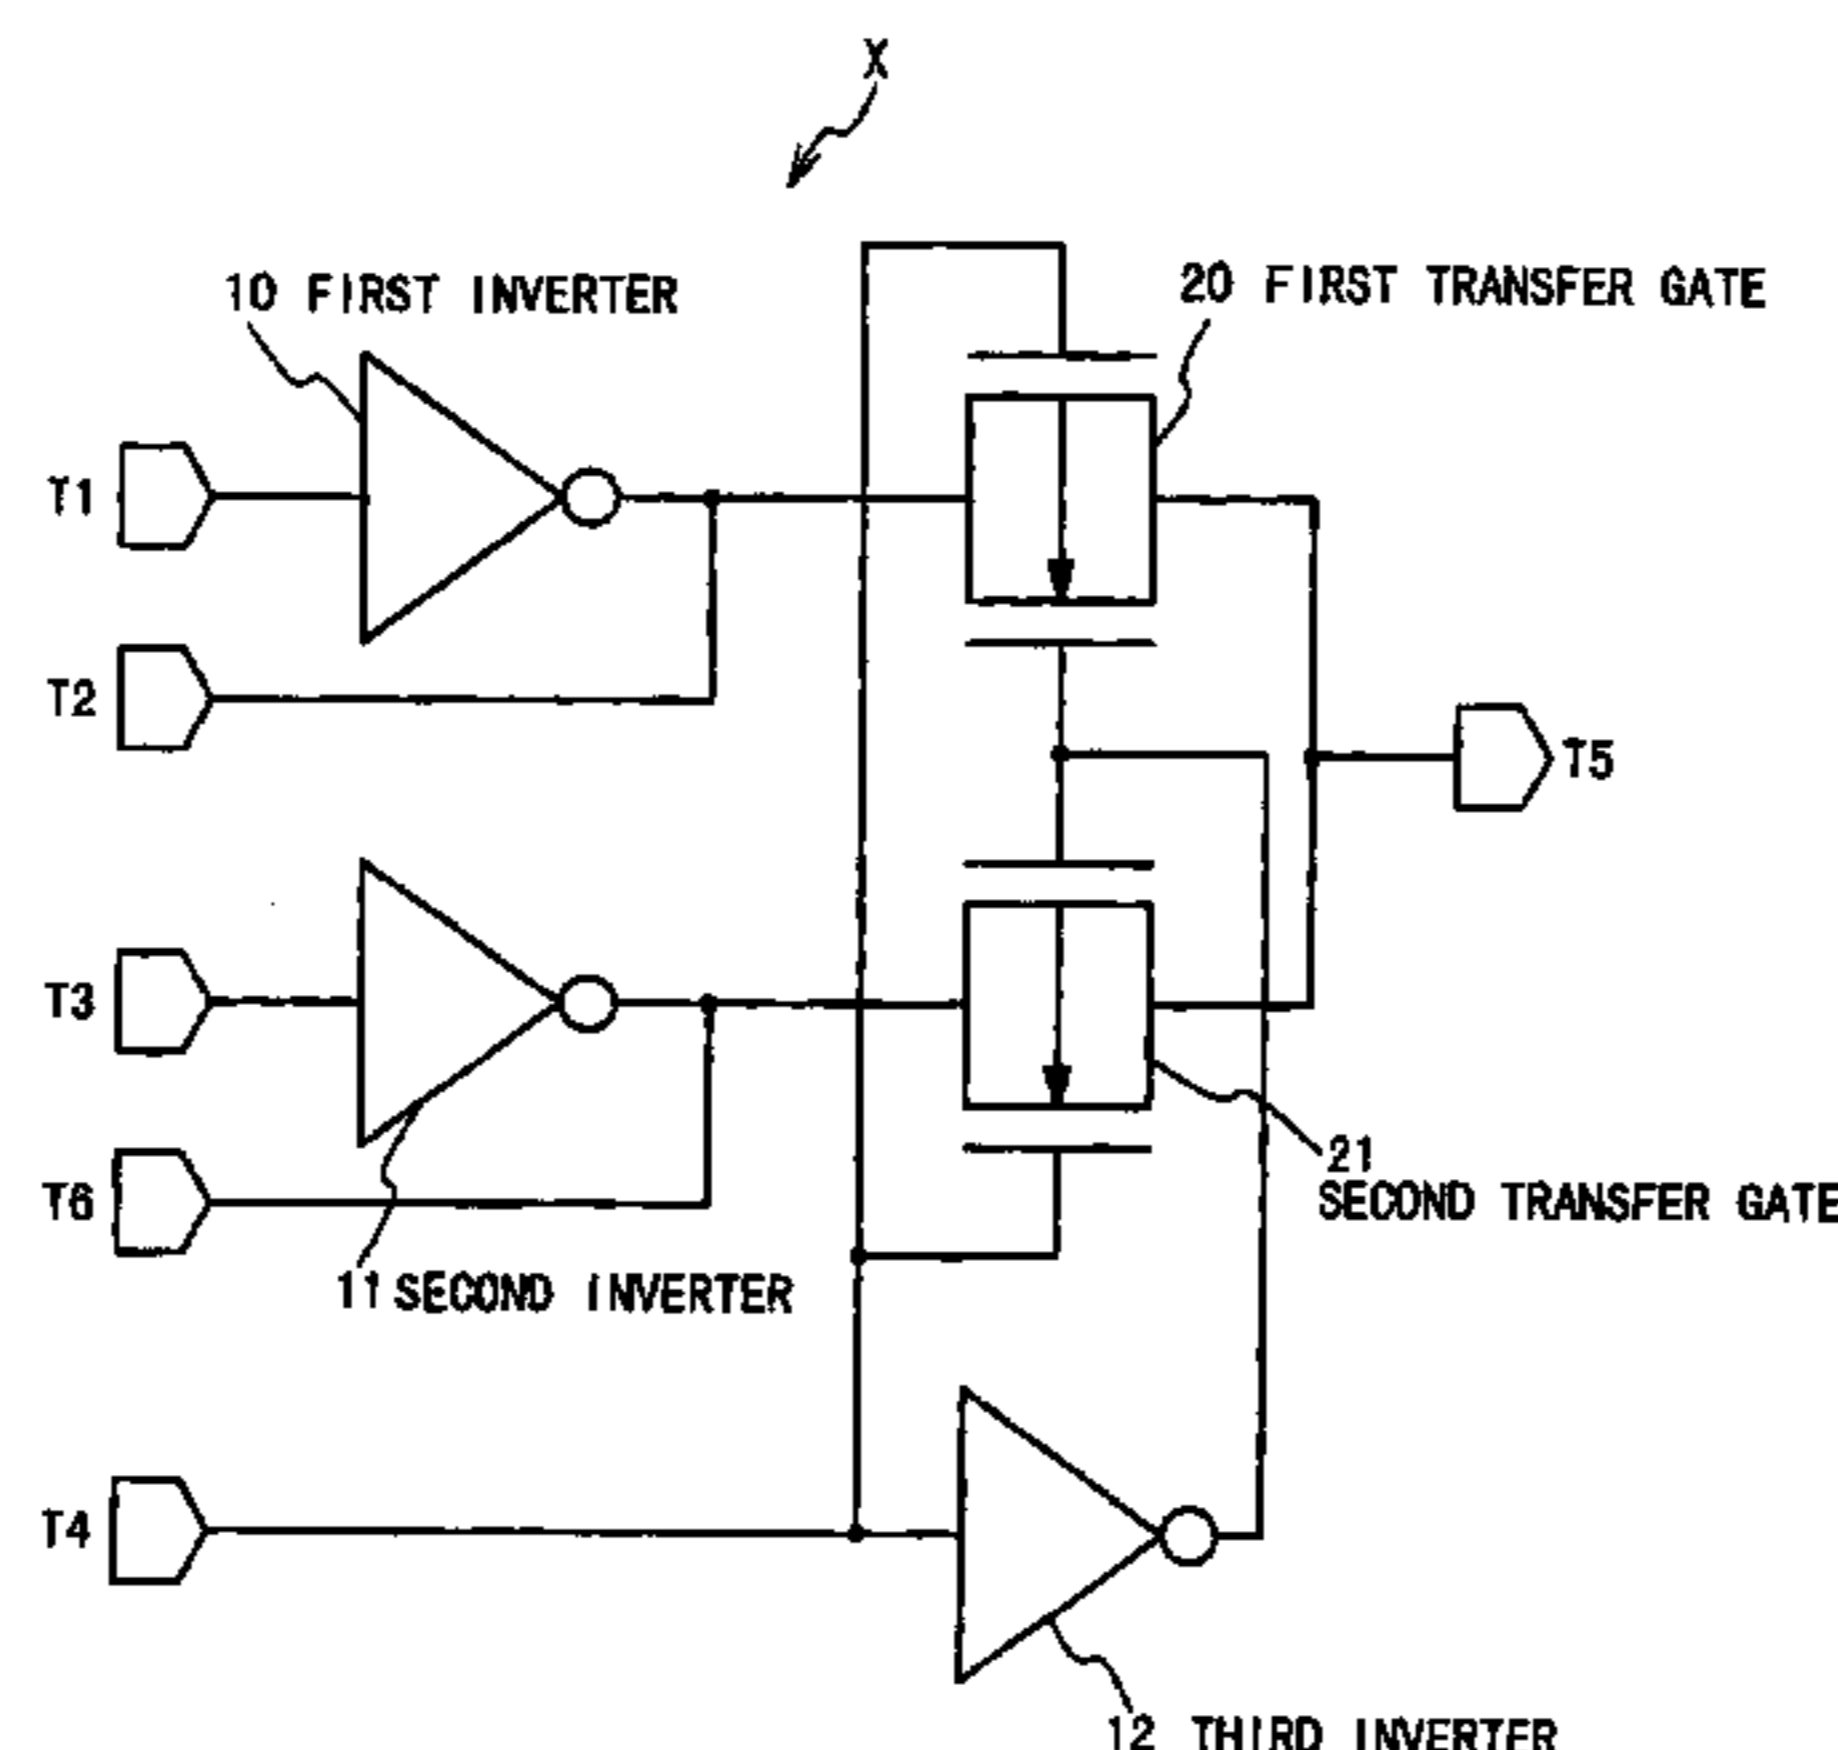 X
10 FIRST INVERTER
20 FIRST TRANSFER GATE
T1
T2
T5
T3
T6
21
SECOND TRANSFER GATE
11 SECOND INVERTER
T4
12 THIRD INVERTER